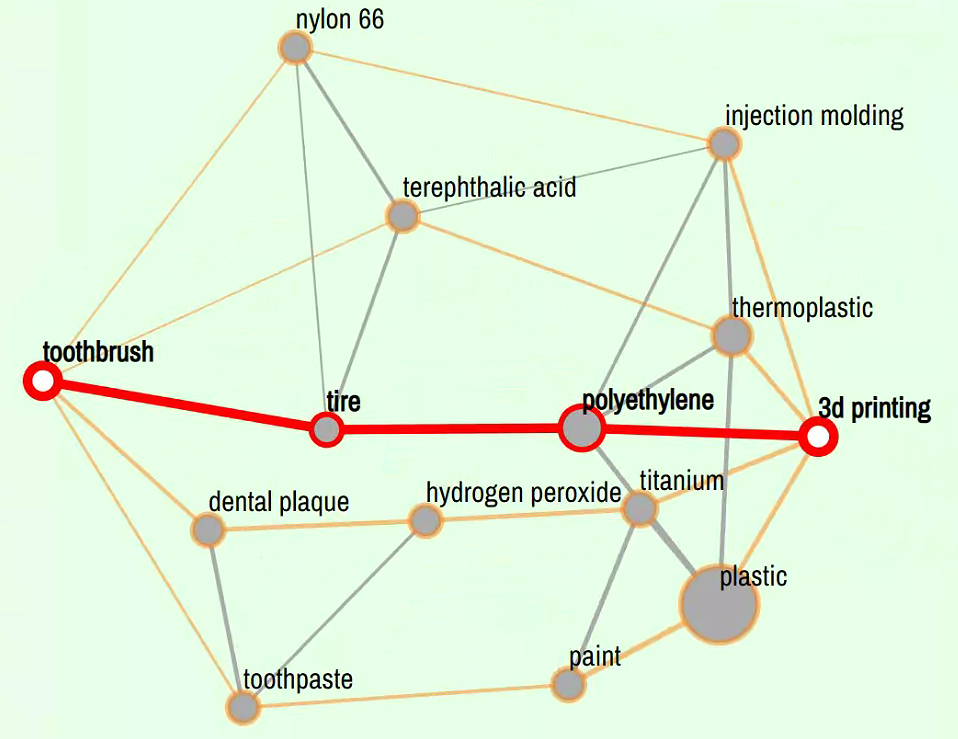 nylon 66
injection molding
terephthalic acid
thermoplastic
toothbrush
tire
polyethylene
3d printing
titanium
hydrogen peroxide
dental plaque
plastic
paint
toothpaste